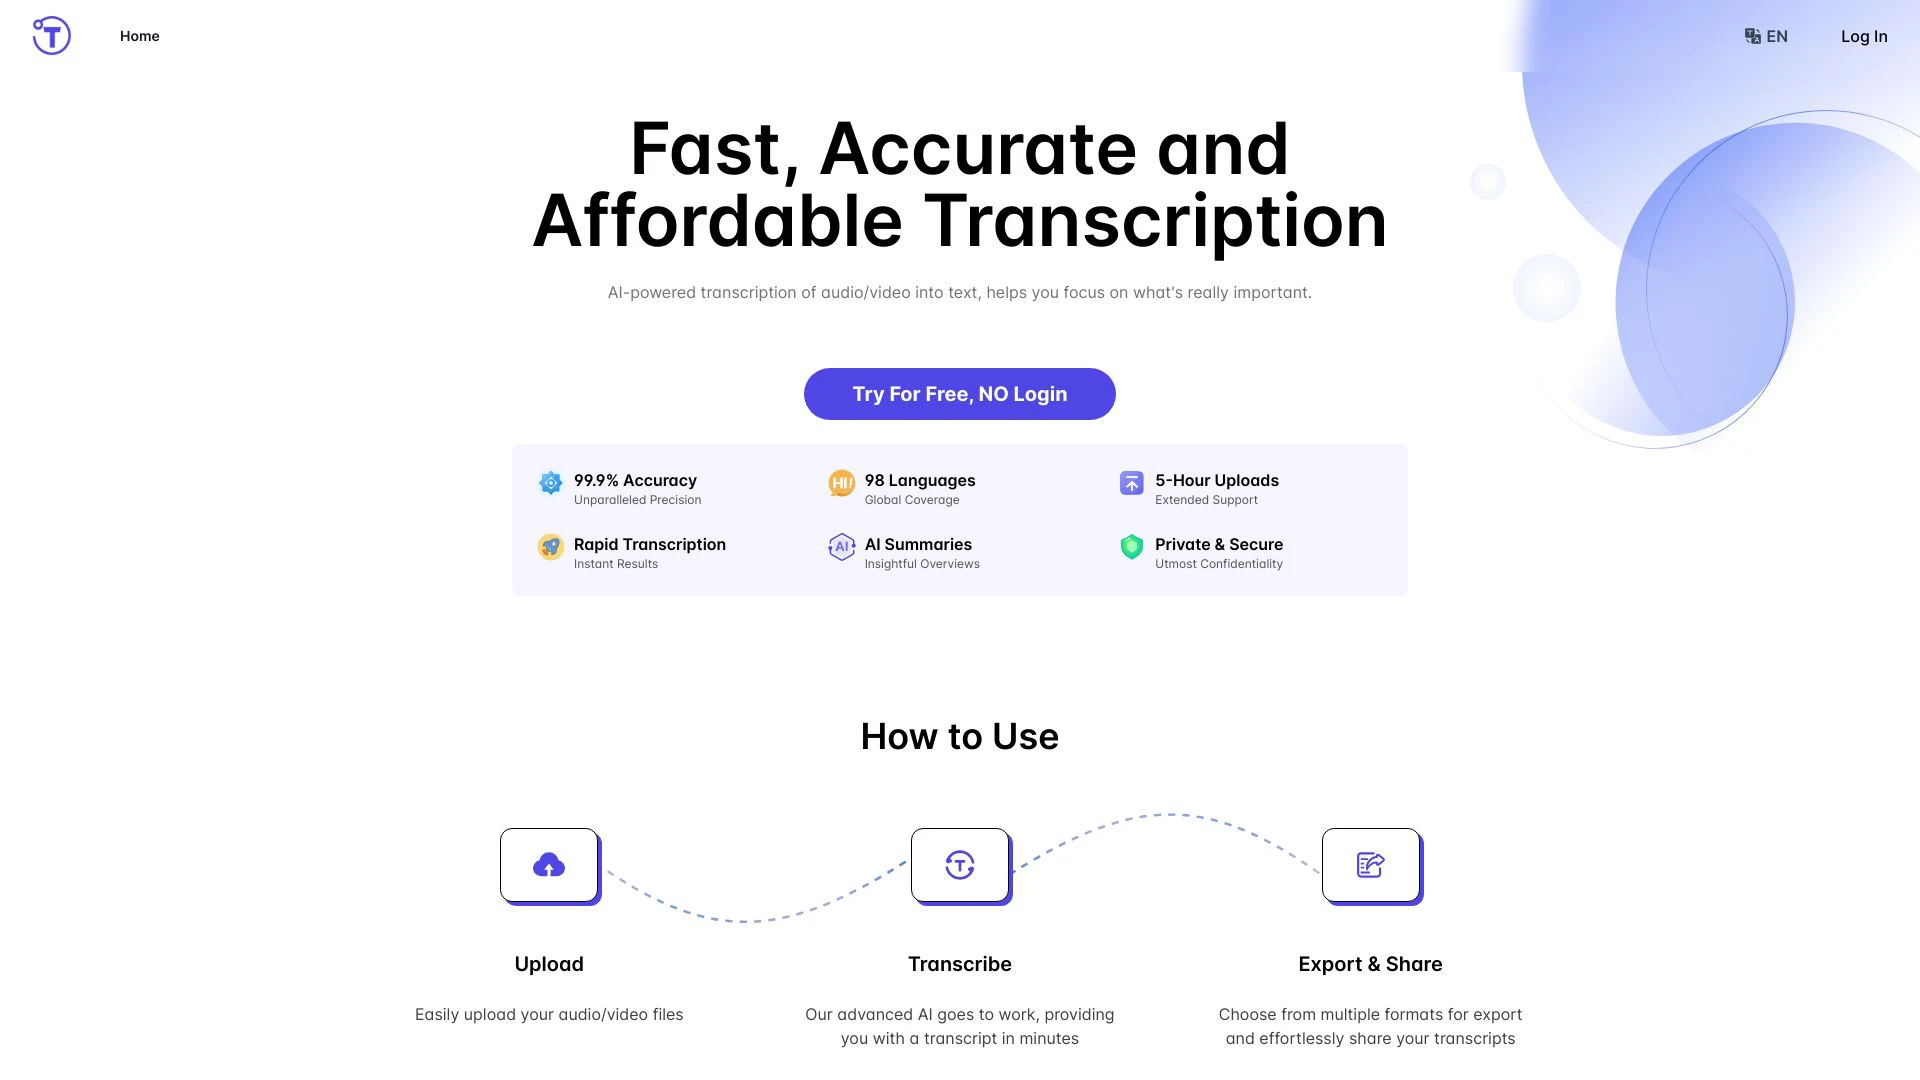 Home
EN
Log In
Fast, Accurate and
Affordable Transcription
AI-powered transcription of audio/video into text, helps you focus on what's really important.
Try For Free, NO Login
99.9% Accuracy
Unparalleled Precision
98 Languages
Global Coverage
5-Hour Uploads
Extended Support
Rapid Transcription
Instant Results
AI Summaries
Insightful Overviews
Private & Secure
Utmost Confidentiality
How to Use
Upload
Easily upload your audio/video files
Transcribe
Our advanced AI goes to work, providing
you with a transcript in minutes
Export & Share
Choose from multiple formats for export
and effortlessly share your transcripts